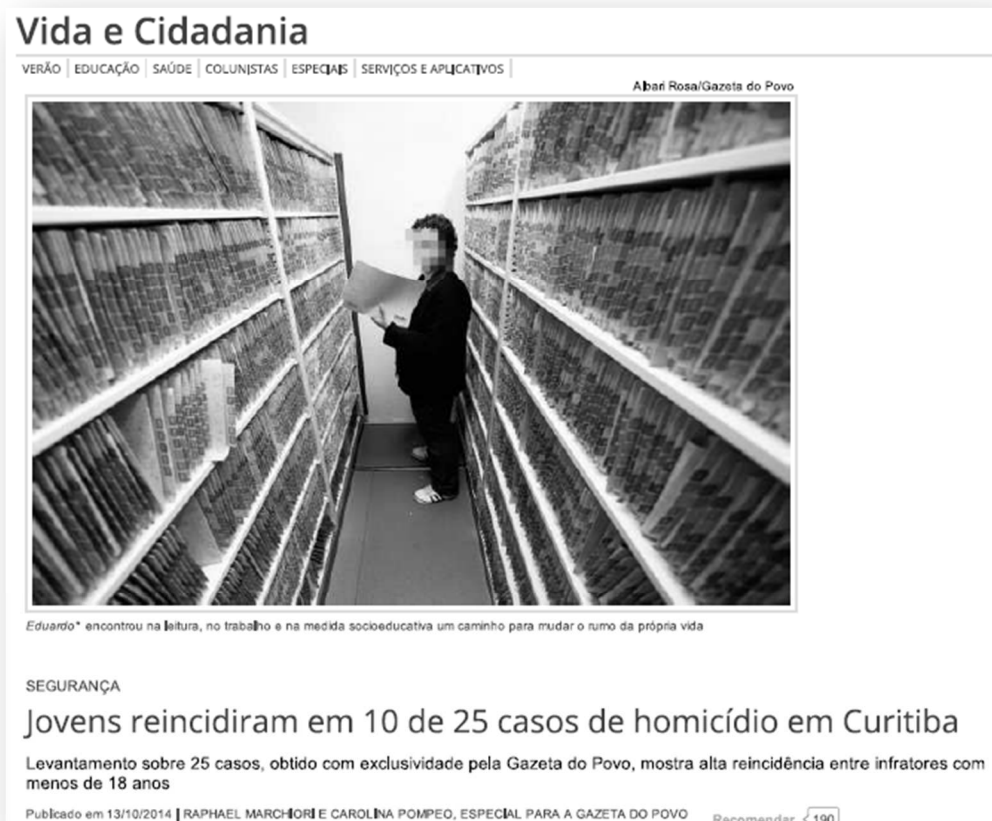 Vida e Cidadania
VERÃO EDUCAÇÃO SAÚDE COLUNISTAS ESPECIAIS SERVIÇOS E APLICATIVOS
Albari Rosa/Gazeta do Povo
Eduardo* encontrou na leitura, no trabalho e na medida socioeducativa um caminho para mudar o rumo da própria vida
SEGURANÇA
Jovens reincidiram em 10 de 25 casos de homicídio em Curitiba
Levantamento sobre 25 casos, obtido com exclusividade pela Gazeta do Povo, mostra alta reincidência entre infratores com
menos de 18 anos
Publicado em 13/10/2014 | RAPHAEL MARCHIORI E CAROLINA POMPEO, ESPECIAL PARA A GAZETA DO POVO
Recomendar 190